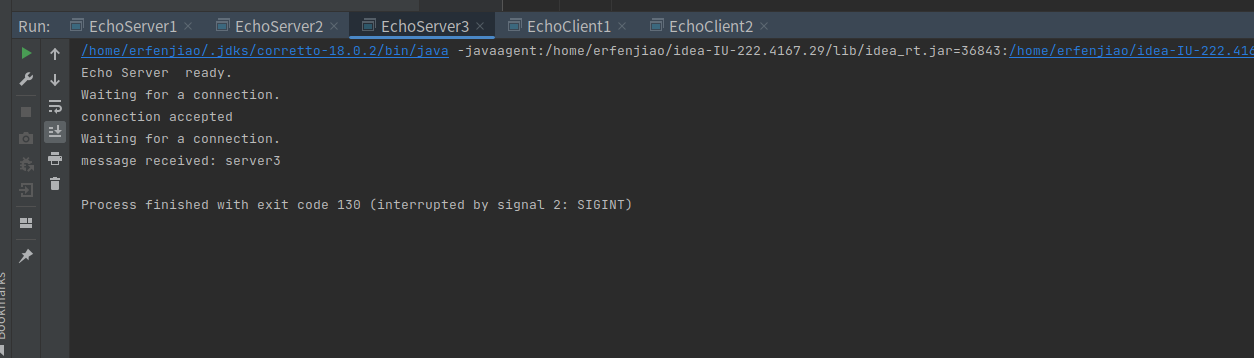 Run: EchoServer1 × EchoServer2 × EchoServer3 × EchoClient1 × EchoClient2 ×
/home/erfenjiao/.jdks/corretto-18.0.2/bin/java -javaagent:/home/erfenjiao/idea-IU-222.4167.29/lib/idea_rt.jar=36843:/home/erfenjiao/idea-IU-222.416
Echo Server  ready.
Waiting for a connection.
connection accepted
Waiting for a connection.
message received: server3
Process finished with exit code 130 (interrupted by signal 2: SIGINT)
Bookmarks